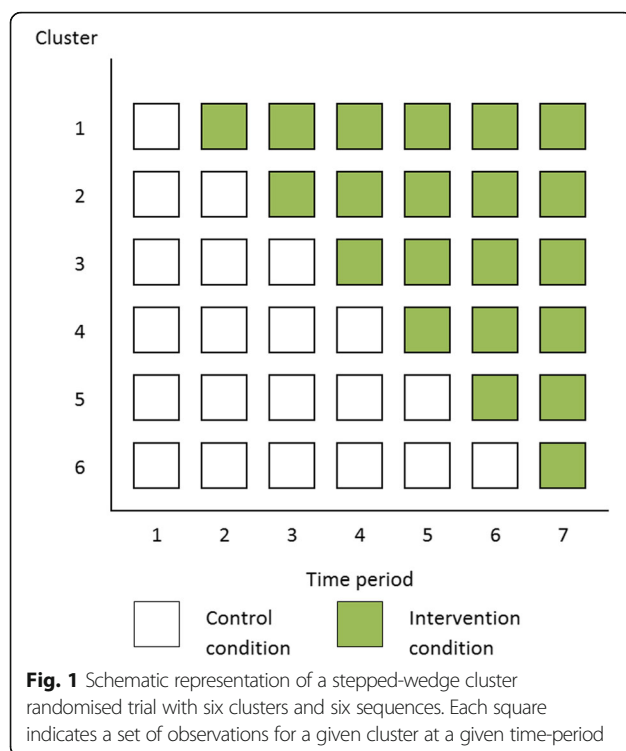 Cluster
1
2
3
4
5
6
1 2 3 4 5 6 7
Time period
Control
condition
Intervention
condition
Fig. 1 Schematic representation of a stepped-wedge cluster
randomised trial with six clusters and six sequences. Each square
indicates a set of observations for a given cluster at a given time-period